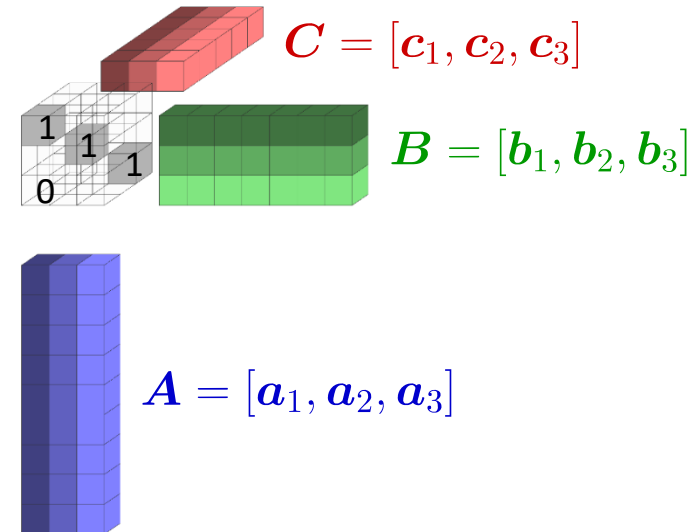 C = [c₁, c₂, c₃]
1
1
1
0
B = [b₁, b₂, b₃]
A = [a₁, a₂, a₃]